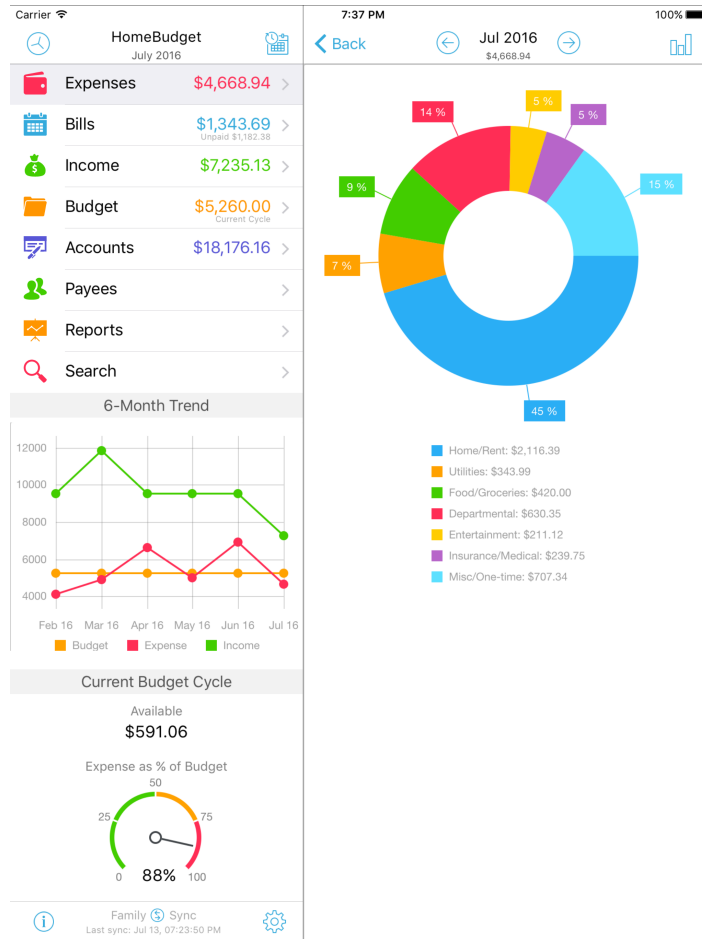 Carrier
7:37 PM
100%
HomeBudget
July 2016
Expenses $4,668.94
Bills $1,343.69
Unpaid $1,182.38
Income $7,235.13
Budget $5,260.00
Current Cycle
Accounts $18,176.16
Payees
Reports
Search
6-Month Trend
12000
10000
8000
6000
4000
Feb 16 Mar 16 Apr 16 May 16 Jun 16 Jul 16
Budget Expense Income
Current Budget Cycle
Available
$591.06
Expense as % of Budget
50
25 75
0 88% 100
Family $ Sync
Last sync: Jul 13, 07:23:50 PM
Back
Jul 2016
$4,668.94
5 %
14 %
5 %
9 %
15 %
7 %
45 %
Home/Rent: $2,116.39
Utilities: $343.99
Food/Groceries: $420.00
Departmental: $630.35
Entertainment: $211.12
Insurance/Medical: $239.75
Misc/One-time: $707.34